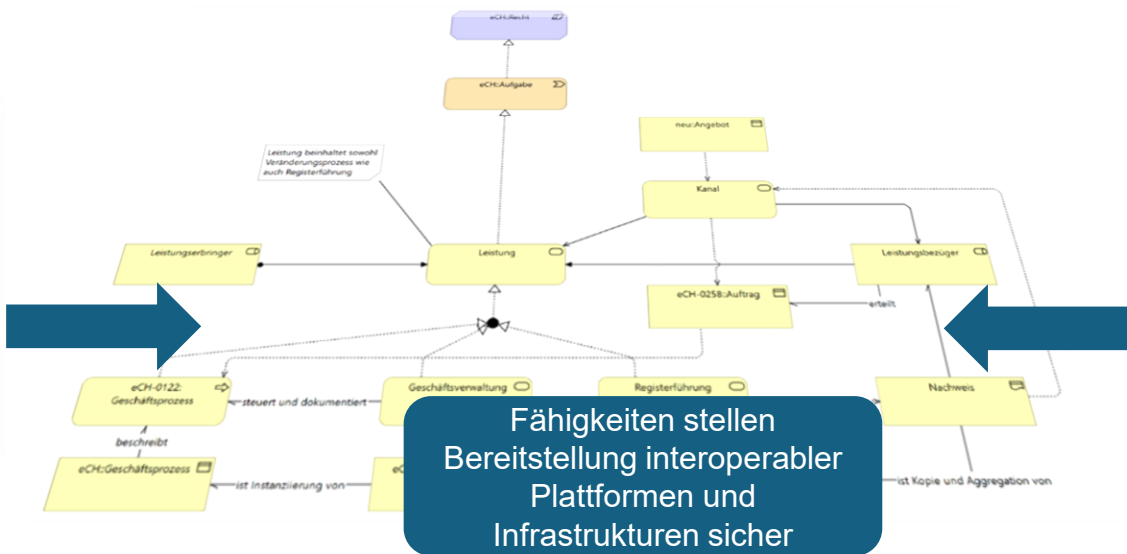 eCH::Recht
eCH::Aufgabe
neu::Angebot
Leistung beinhaltet sowohl
Veränderungsprozess wie
auch Registerführung
Kanal
Leistungserbringer
Leistung
Leistungsbezüger
eCH-0258::Auftrag
erteilt
eCH-0122:
Geschäftsprozess
steuert und dokumentiert
Geschäftsverwaltung
Registerführung
Nachweis
beschreibt
eCH::Geschäftsprozess
ist Instanziierung von
ist Kopie und Aggregation von
Fähigkeiten stellen
Bereitstellung interoperabler
Plattformen und
Infrastrukturen sicher